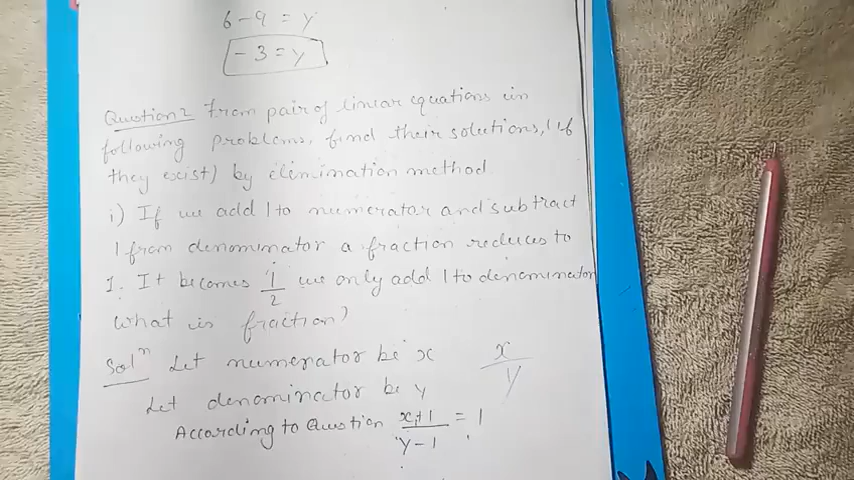 6 - 9 = y
- 3 = y
Question 2 From pair of linear equations in
following problems, find their solutions, (if
they exist) by elimination method
i) If we add 1 to numerator and subtract
1 from denominator a fraction reduces to
1. It becomes 1/2 we only add 1 to denominator
What is fraction?
Solⁿ Let numerator be x x/y
Let denominator be y
According to Question x+1/y-1 = 1